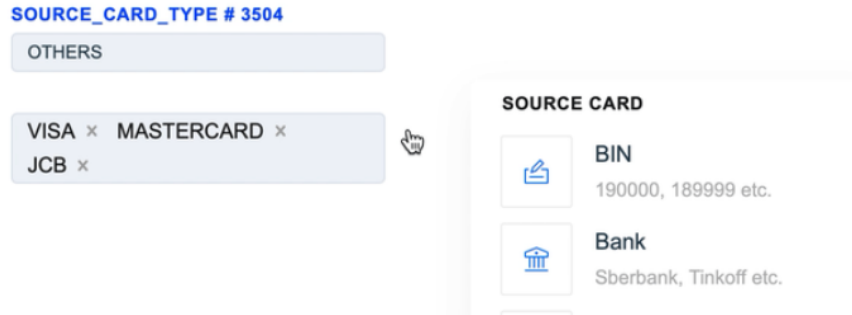 SOURCE_CARD_TYPE # 3504
OTHERS
VISA × MASTERCARD ×
JCB ×
SOURCE CARD
BIN
190000, 189999 etc.
Bank
Sberbank, Tinkoff etc.